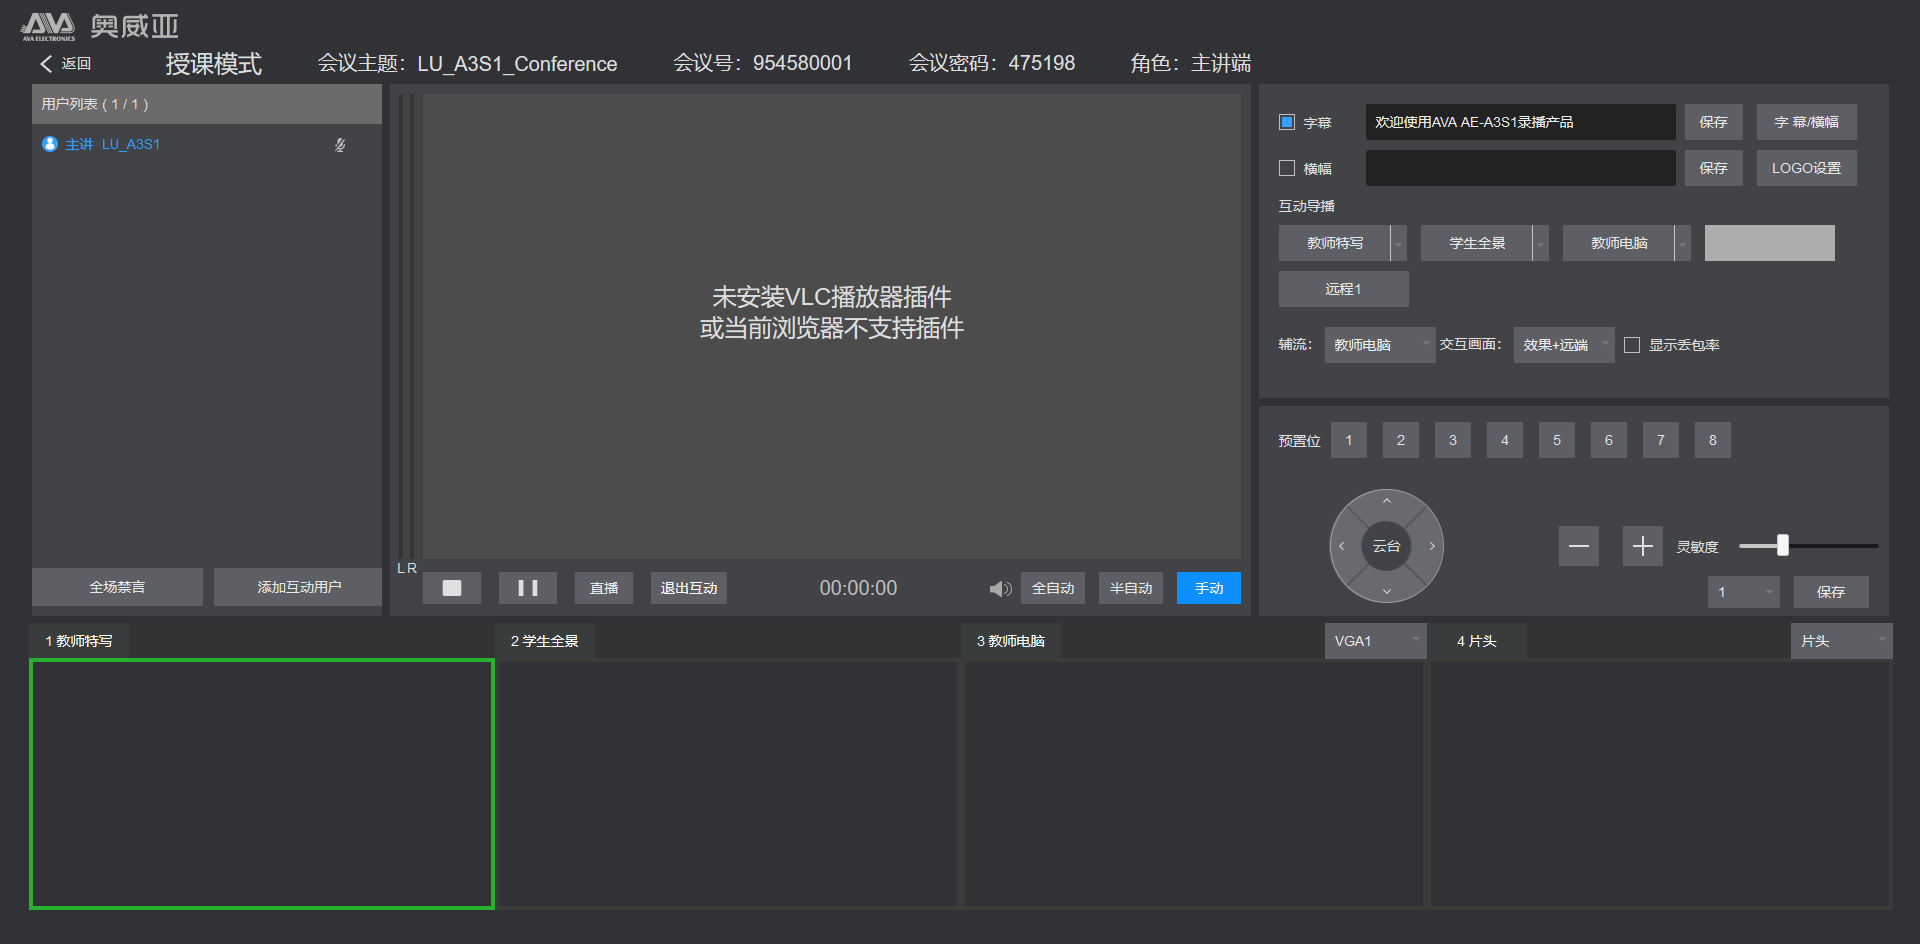 AVA 奥威亚
AVA ELECTRONICS
返回
授课模式
会议主题：LU_A3S1_Conference
会议号：954580001
会议密码：475198
角色：主讲端
用户列表 ( 1 / 1 )
主讲 LU_A3S1
全场禁言
添加互动用户
未安装VLC播放器插件
或当前浏览器不支持插件
L R
直播
退出互动
00:00:00
全自动
半自动
手动
字幕
欢迎使用AVA AE-A3S1录播产品
保存
字 幕/横幅
横幅
保存
LOGO设置
互动导播
教师特写
学生全景
教师电脑
远程1
辅流：
教师电脑
交互画面：
效果+远端
显示丢包率
预置位
1
2
3
4
5
6
7
8
云台
灵敏度
1
保存
1 教师特写
2 学生全景
3 教师电脑
VGA1
4 片头
片头